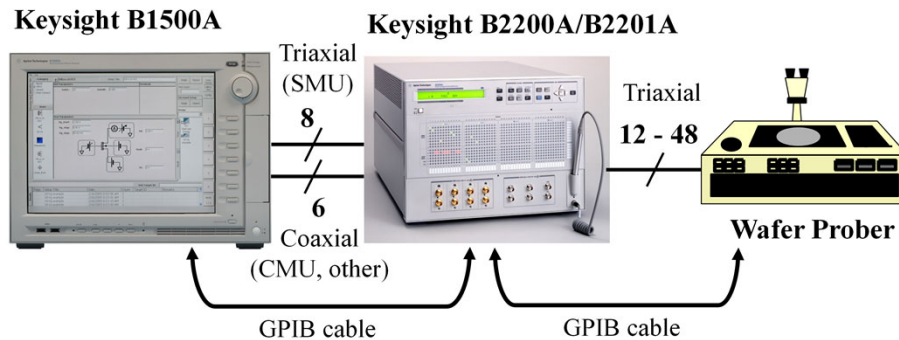 Keysight B1500A
Keysight B2200A/B2201A
Triaxial
(SMU)
8
6
Coaxial
(CMU, other)
Triaxial
12 - 48
Wafer Prober
GPIB cable
GPIB cable